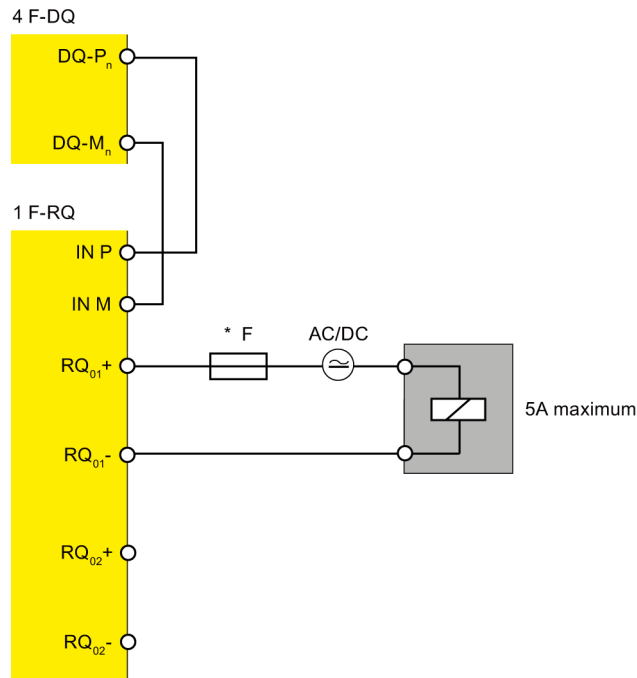 4 F-DQ
DQ-Pn
DQ-Mn
1 F-RQ
IN P
IN M
* F
AC/DC
RQ01+
5A maximum
RQ01-
RQ02+
RQ02-